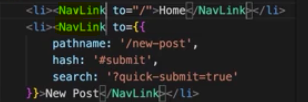 <li><NavLink to="/">Home</NavLink></li>
<li><NavLink to={{
pathname: '/new-post',
hash: '#submit',
search: '?quick-submit=true'
}}>New Post</NavLink></li>